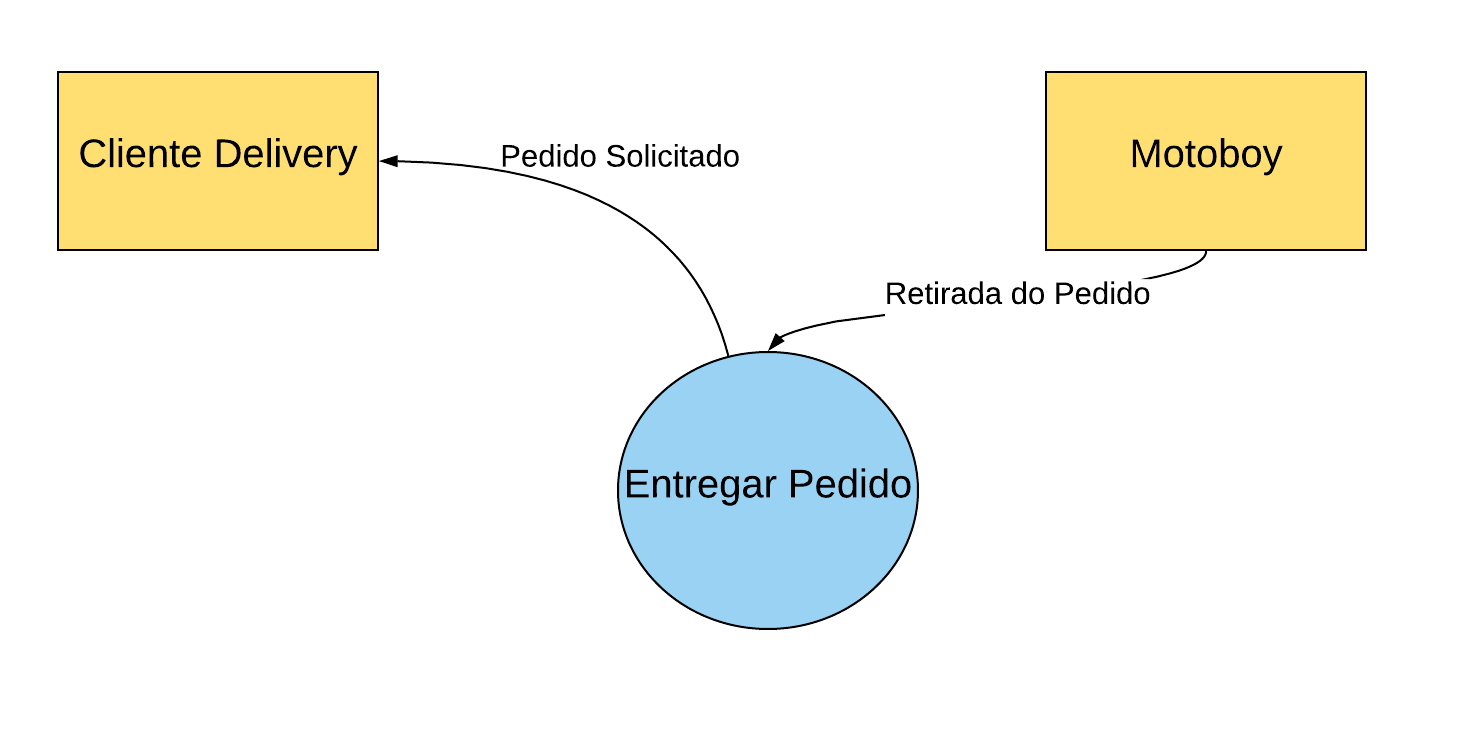 Cliente Delivery
Pedido Solicitado
Motoboy
Retirada do Pedido
Entregar Pedido